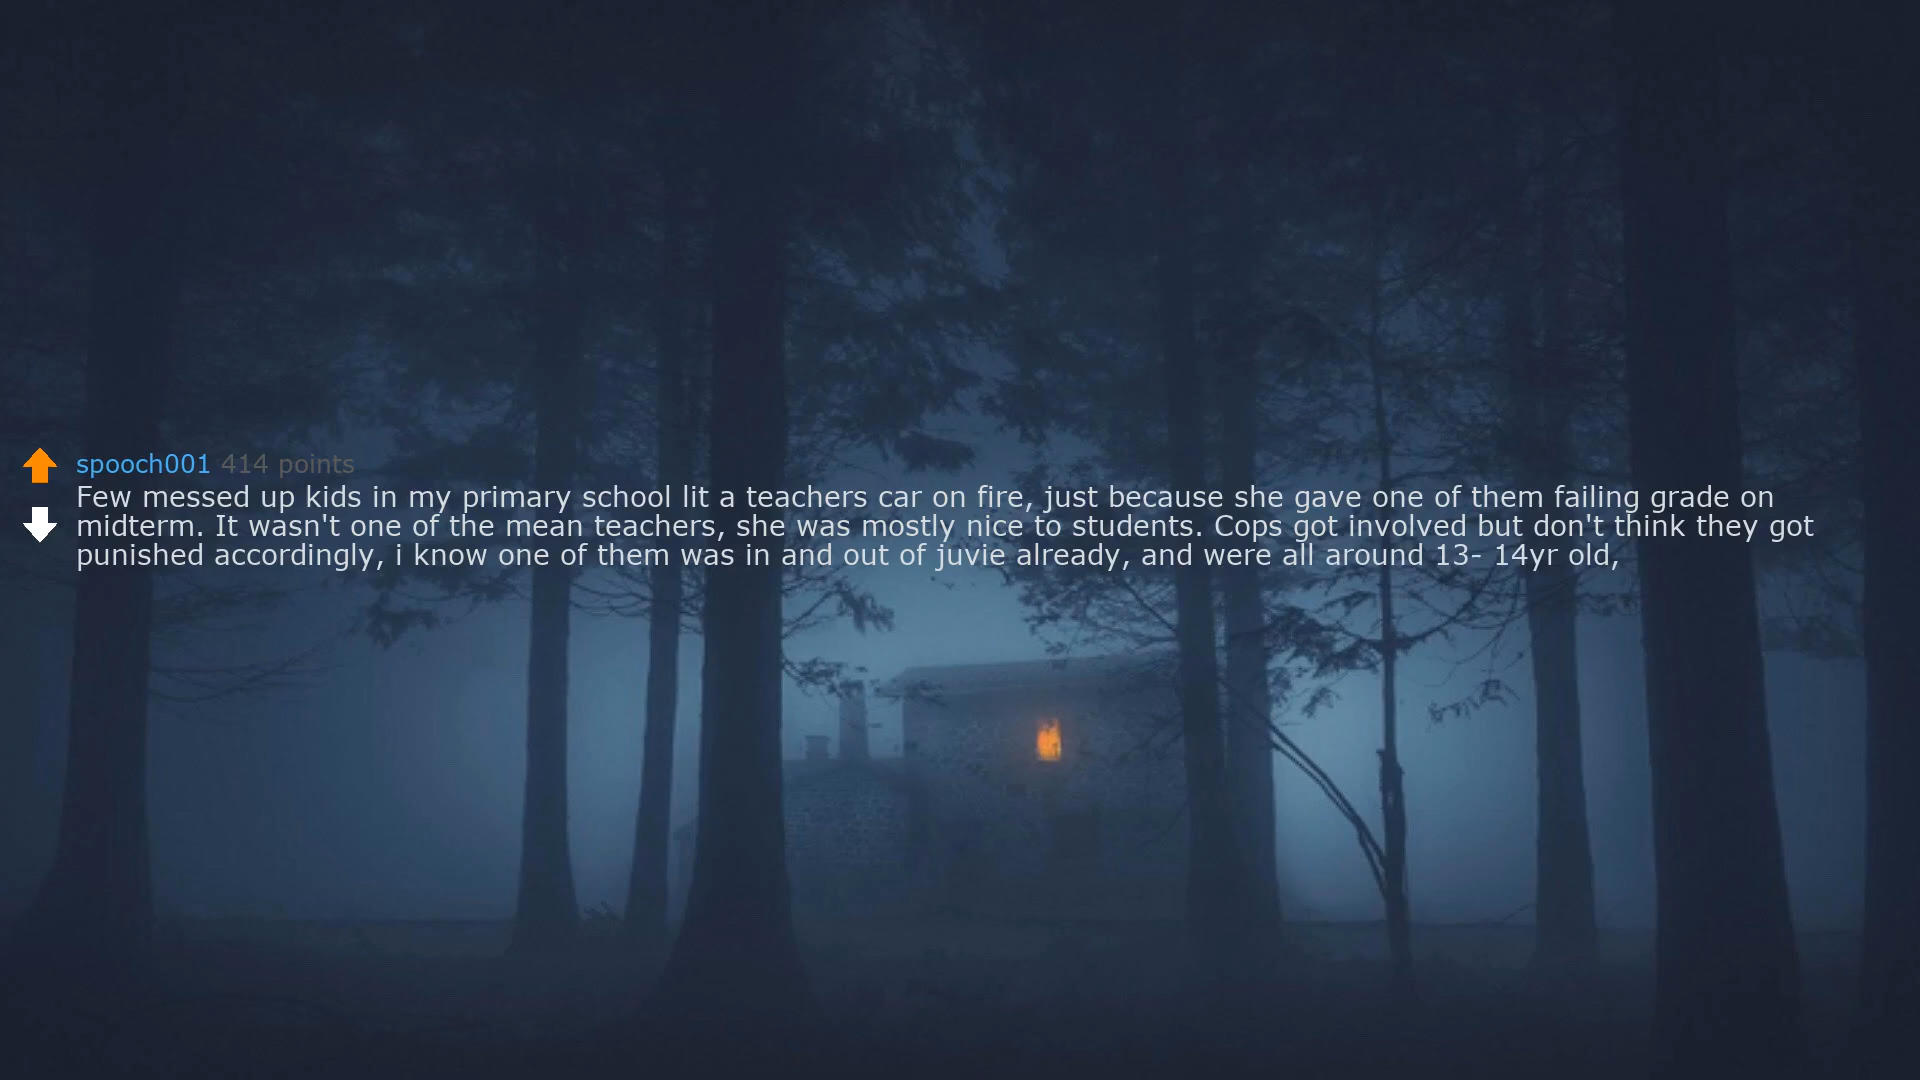 spooch001 414 points
Few messed up kids in my primary school lit a teachers car on fire, just because she gave one of them failing grade on
midterm. It wasn't one of the mean teachers, she was mostly nice to students. Cops got involved but don't think they got
punished accordingly, i know one of them was in and out of juvie already, and were all around 13- 14yr old,